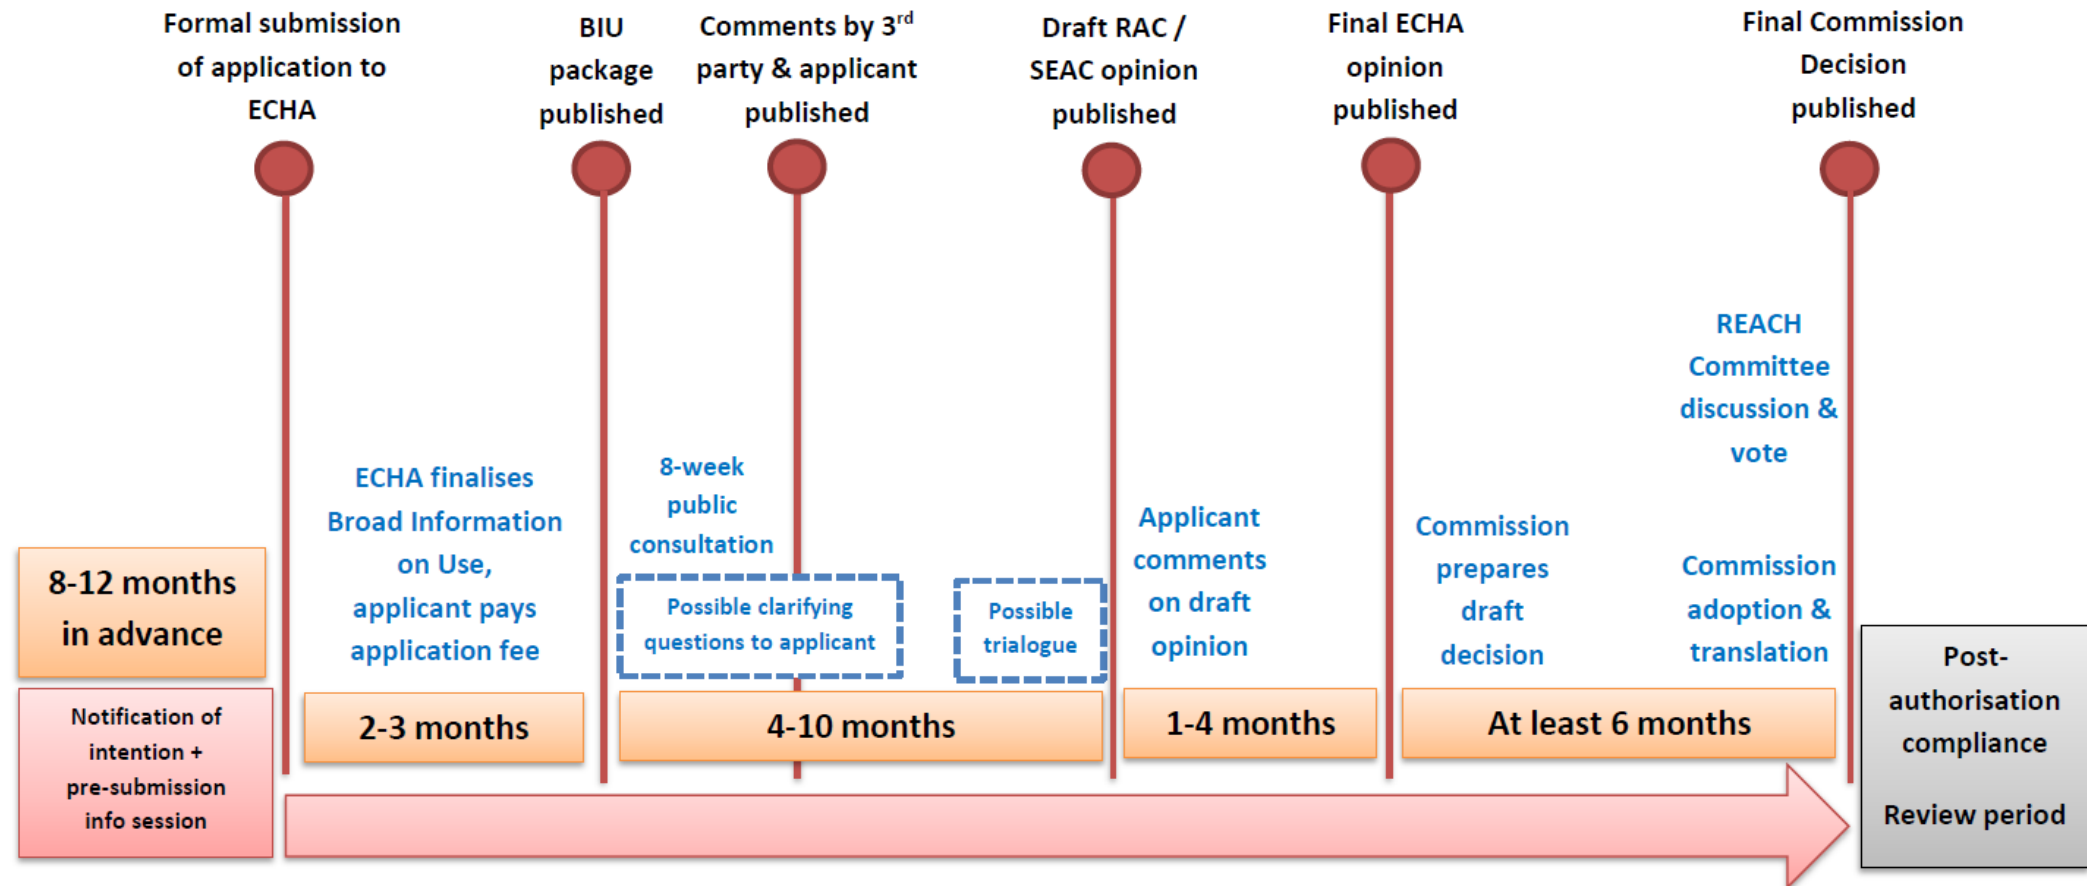 Formal submission
of application to
ECHA
BIU
package
published
Comments by 3rd
party & applicant
published
Draft RAC /
SEAC opinion
published
Final ECHA
opinion
published
Final Commission
Decision
published
8-12 months
in advance
Notification of
intention +
pre-submission
info session
ECHA finalises
Broad Information
on Use,
applicant pays
application fee
2-3 months
8-week
public
consultation
Possible clarifying
questions to applicant
Possible
trialogue
4-10 months
Applicant
comments
on draft
opinion
1-4 months
Commission
prepares
draft
decision
REACH
Committee
discussion &
vote
Commission
adoption &
translation
At least 6 months
Post-
authorisation
compliance
Review period